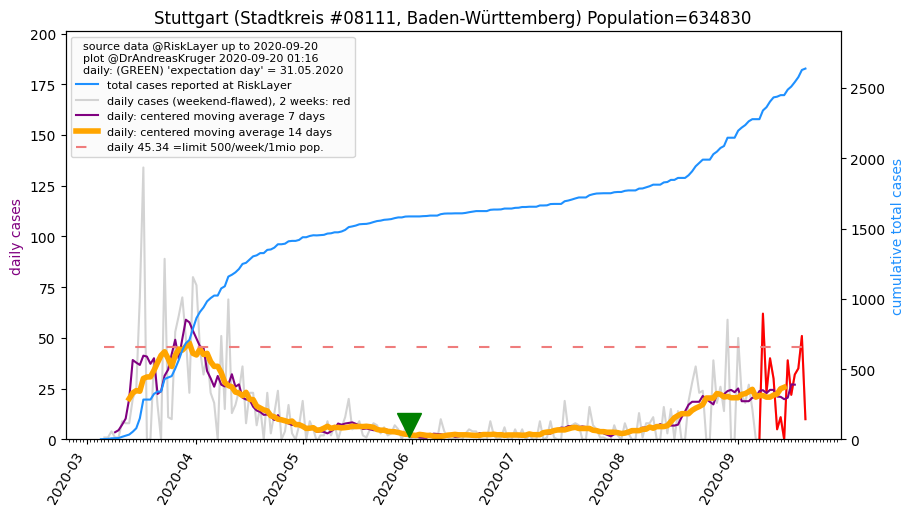 Stuttgart (Stadtkreis #08111, Baden-Württemberg) Population=634830
source data @RiskLayer up to 2020-09-20
plot @DrAndreasKruger 2020-09-20 01:16
daily: (GREEN) 'expectation day' = 31.05.2020
total cases reported at RiskLayer
daily cases (weekend-flawed), 2 weeks: red
daily: centered moving average 7 days
daily: centered moving average 14 days
daily 45.34 =limit 500/week/1mio pop.
daily cases
200
175
150
125
100
75
50
25
0
cumulative total cases
2500
2000
1500
1000
500
0
2020-03
2020-04
2020-05
2020-06
2020-07
2020-08
2020-09